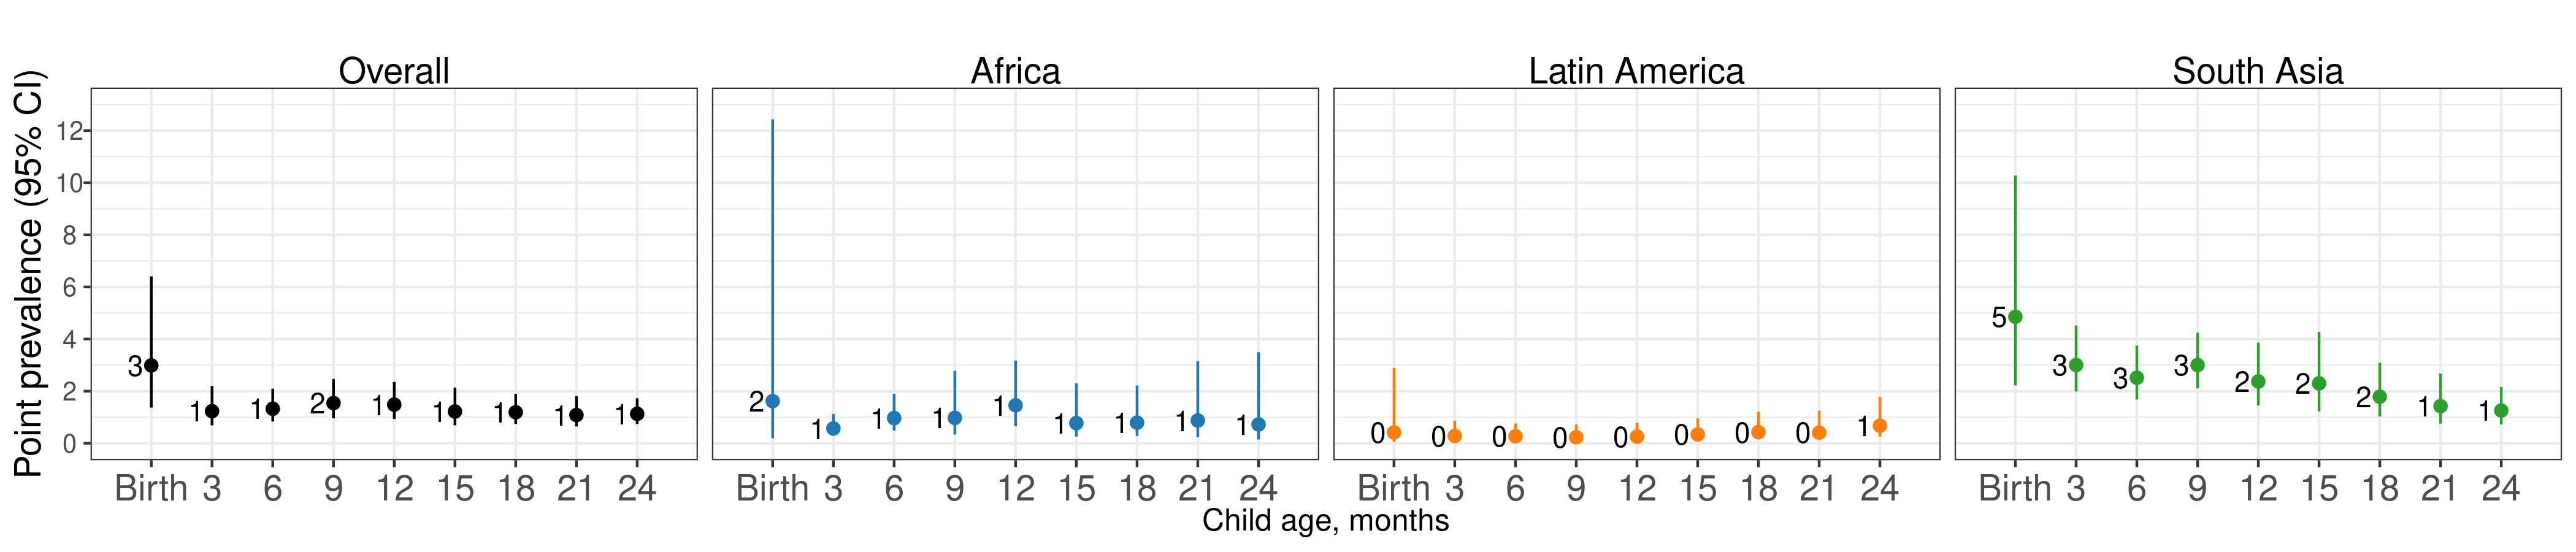 Overall
Africa
Latin America
South Asia
Point prevalence (95% CI)
12
10
8
6
4
2
0
3 1 1 2 1 1 1 1 1
2 1 1 1 1 1 1 1 1
0 0 0 0 0 0 0 0 1
5 3 3 3 2 2 2 1 1
Birth 3 6 9 12 15 18 21 24
Birth 3 6 9 12 15 18 21 24
Birth 3 6 9 12 15 18 21 24
Birth 3 6 9 12 15 18 21 24
Child age, months